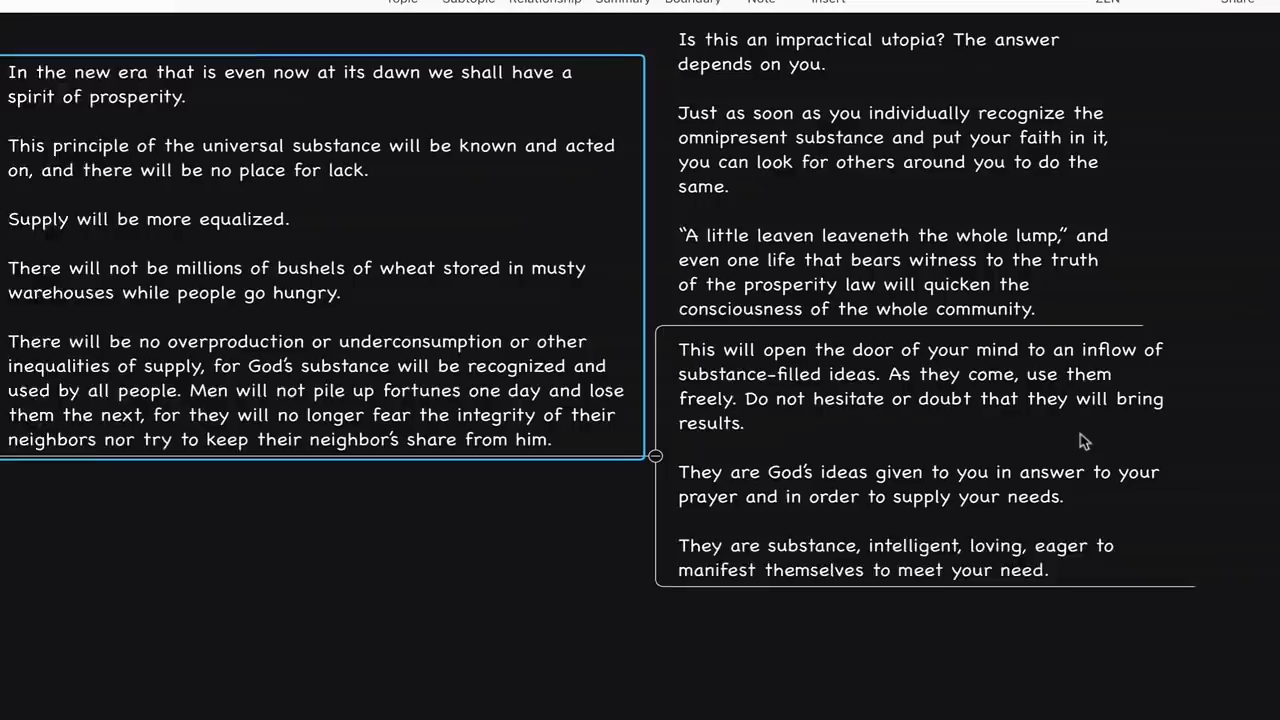 Topic Subtopic Relationship Summary Boundary Note Insert ZEN Share
In the new era that is even now at its dawn we shall have a
spirit of prosperity.
This principle of the universal substance will be known and acted
on, and there will be no place for lack.
Supply will be more equalized.
There will not be millions of bushels of wheat stored in musty
warehouses while people go hungry.
There will be no overproduction or underconsumption or other
inequalities of supply, for God's substance will be recognized and
used by all people. Men will not pile up fortunes one day and lose
them the next, for they will no longer fear the integrity of their
neighbors nor try to keep their neighbor's share from him.
Is this an impractical utopia? The answer
depends on you.
Just as soon as you individually recognize the
omnipresent substance and put your faith in it,
you can look for others around you to do the
same.
“A little leaven leaveneth the whole lump,” and
even one life that bears witness to the truth
of the prosperity law will quicken the
consciousness of the whole community.
This will open the door of your mind to an inflow of
substance-filled ideas. As they come, use them
freely. Do not hesitate or doubt that they will bring
results.
They are God's ideas given to you in answer to your
prayer and in order to supply your needs.
They are substance, intelligent, loving, eager to
manifest themselves to meet your need.